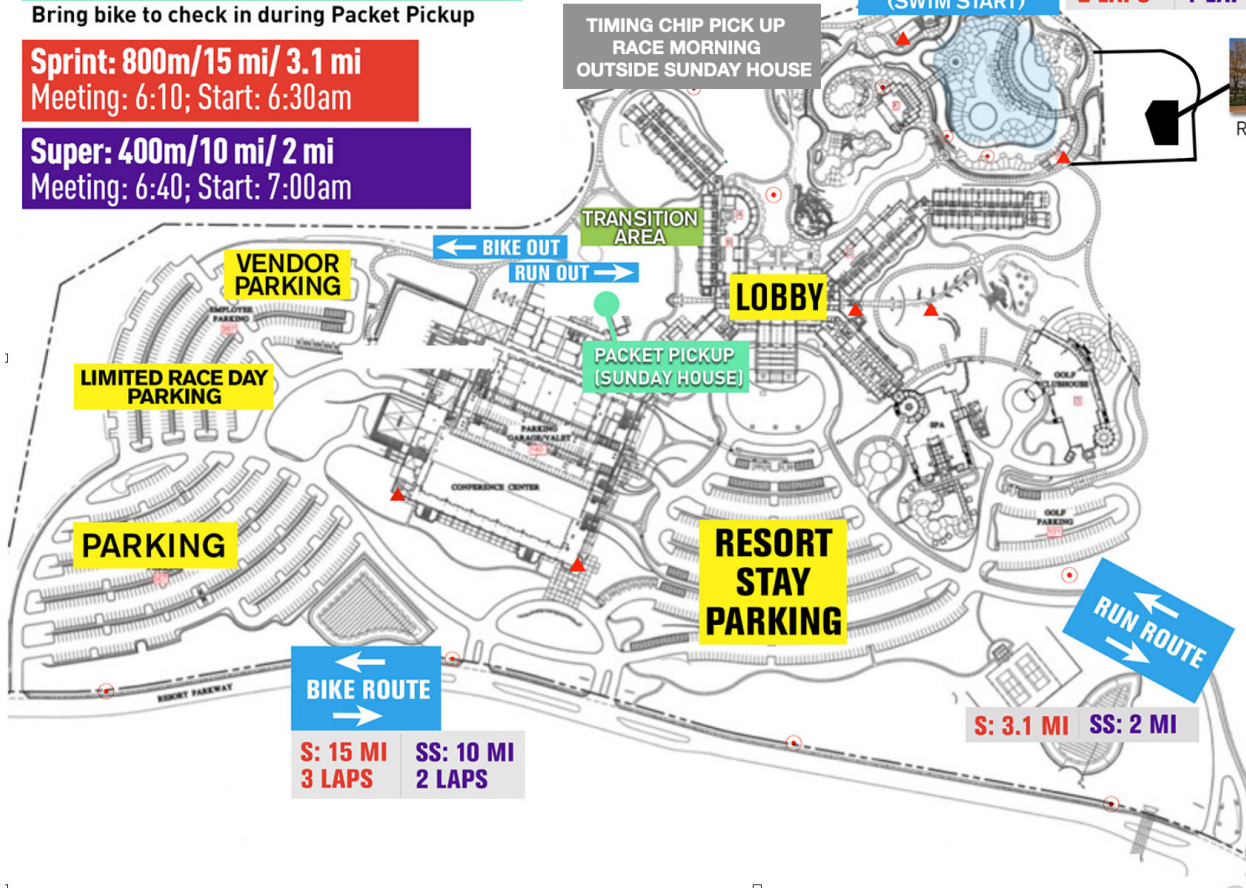 Bring bike to check in during Packet Pickup
(SWIM START)
TIMING CHIP PICK UP
RACE MORNING
OUTSIDE SUNDAY HOUSE
Sprint: 800m/15 mi/ 3.1 mi
Meeting: 6:10; Start: 6:30am
Super: 400m/10 mi/ 2 mi
Meeting: 6:40; Start: 7:00am
TRANSITION
AREA
BIKE OUT
RUN OUT
VENDOR
PARKING
LOBBY
EMPLOYEE
PARKING
PACKET PICKUP
(SUNDAY HOUSE)
LIMITED RACE DAY
PARKING
GOLF
CLUBHOUSE
SPA
PARKING
GARAGE/VALET
CONFERENCE CENTER
GOLF
PARKING
PARKING
RESORT
STAY
PARKING
RUN ROUTE
BIKE ROUTE
RESORT PARKWAY
S: 3.1 MI
SS: 2 MI
S: 15 MI
3 LAPS
SS: 10 MI
2 LAPS